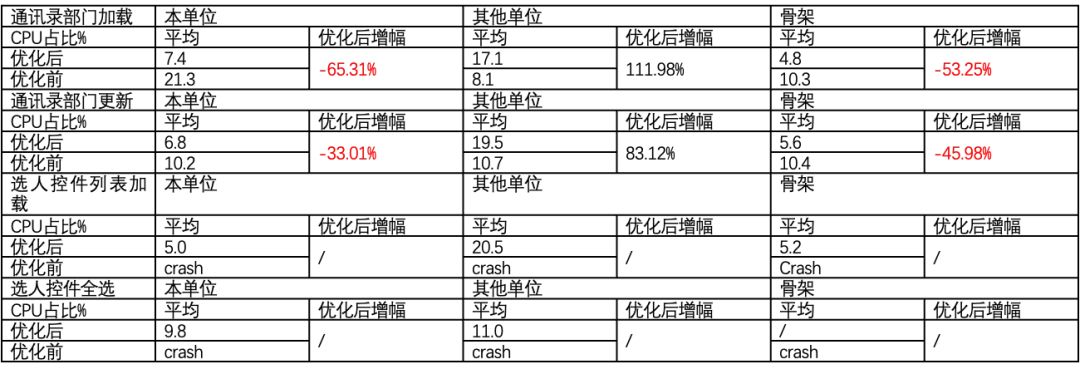 通讯录部门加载 本单位 其他单位 骨架
CPU占比% 平均 优化后增幅 平均 优化后增幅 平均 优化后增幅
优化后 7.4 -65.31% 17.1 111.98% 4.8 -53.25%
优化前 21.3 8.1 10.3
通讯录部门更新 本单位 其他单位 骨架
CPU占比% 平均 优化后增幅 平均 优化后增幅 平均 优化后增幅
优化后 6.8 -33.01% 19.5 83.12% 5.6 -45.98%
优化前 10.2 10.7 10.4
选人控件列表加 本单位 其他单位 骨架
载
CPU占比% 平均 优化后增幅 平均 优化后增幅 平均 优化后增幅
优化后 5.0 / 20.5 / 5.2 /
优化前 crash crash Crash
选人控件全选 本单位 其他单位 骨架
CPU占比% 平均 优化后增幅 平均 优化后增幅 平均 优化后增幅
优化后 9.8 / 11.0 / / /
优化前 crash crash crash